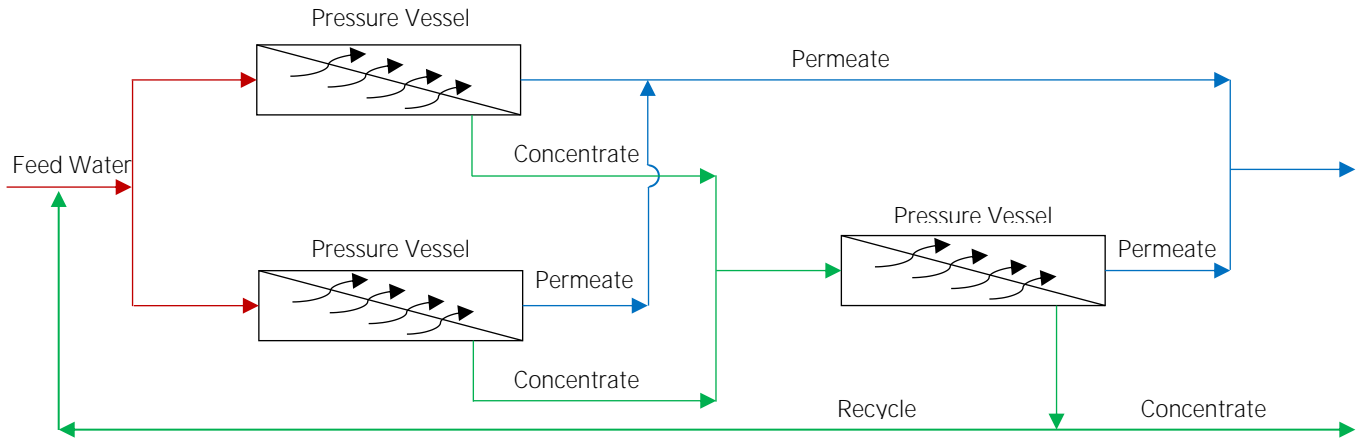 Pressure Vessel
Permeate
Concentrate
Feed Water
Pressure Vessel
Pressure Vessel
Permeate
Permeate
Concentrate
Recycle
Concentrate